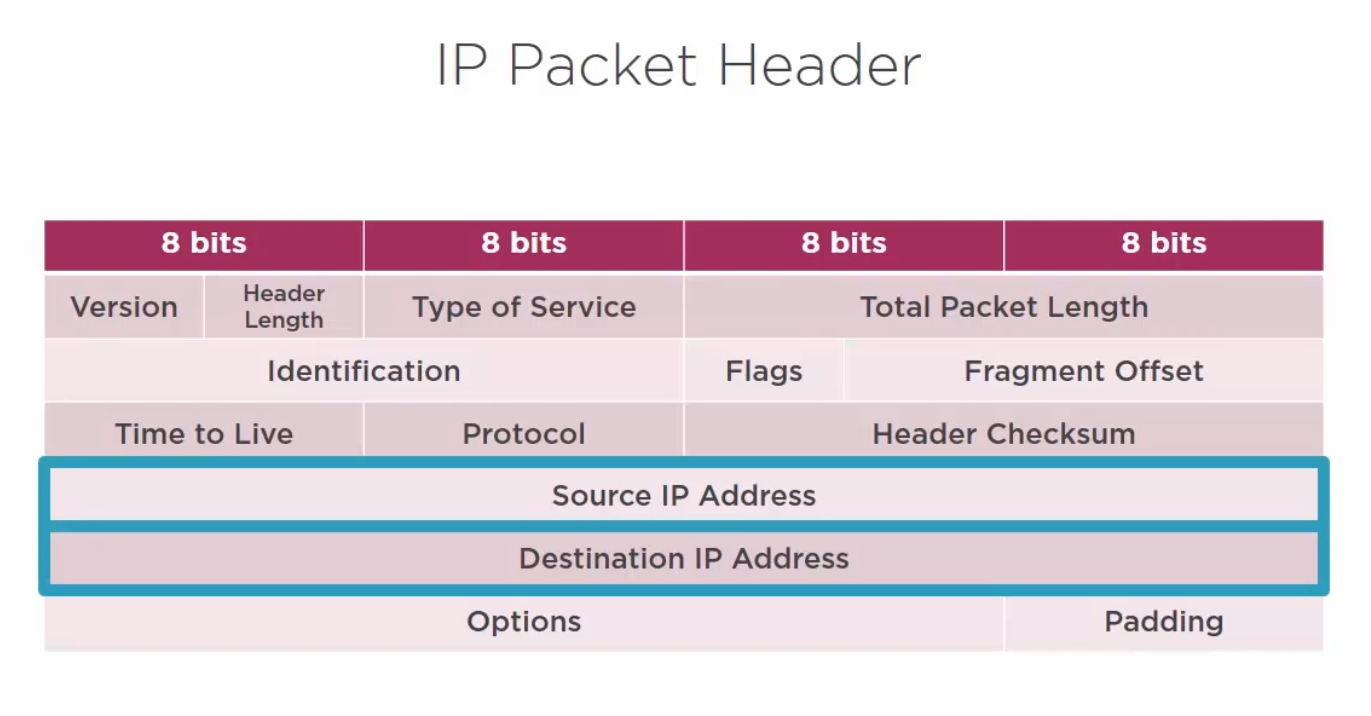 IP Packet Header
8 bits 8 bits 8 bits 8 bits
Version Header Length Type of Service Total Packet Length
Identification Flags Fragment Offset
Time to Live Protocol Header Checksum
Source IP Address
Destination IP Address
Options Padding